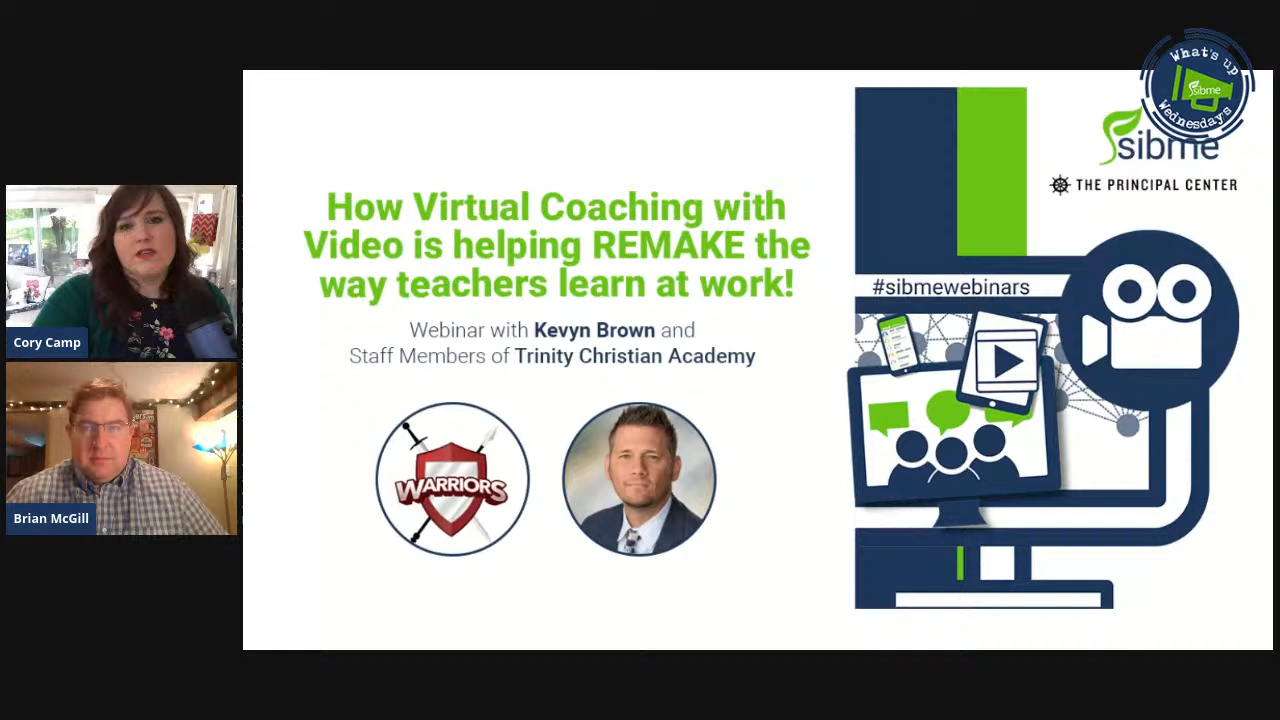 What's up
sibme
Wednesdays
sibme
THE PRINCIPAL CENTER
How Virtual Coaching with
Video is helping REMAKE the
way teachers learn at work!
#sibmewebinars
Webinar with Kevyn Brown and
Staff Members of Trinity Christian Academy
WARRIORS
Cory Camp
Brian McGill